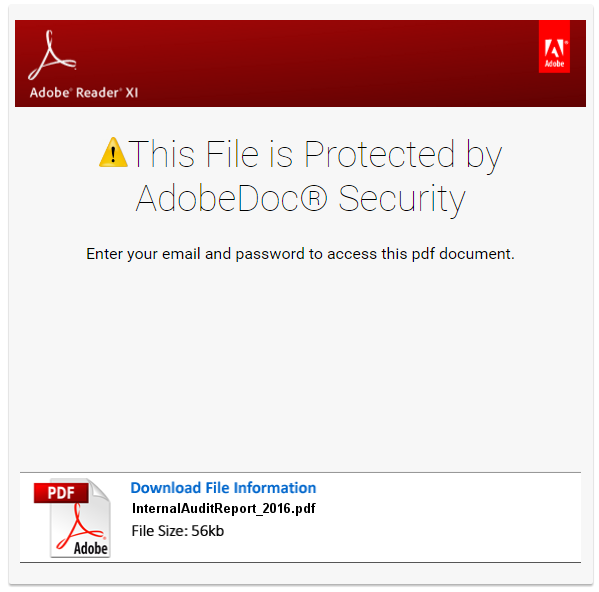 Adobe®
Adobe® Reader® XI
⚠This File is Protected by
AdobeDoc® Security
Enter your email and password to access this pdf document.
PDF
Adobe
Download File Information
InternalAuditReport_2016.pdf
File Size: 56kb